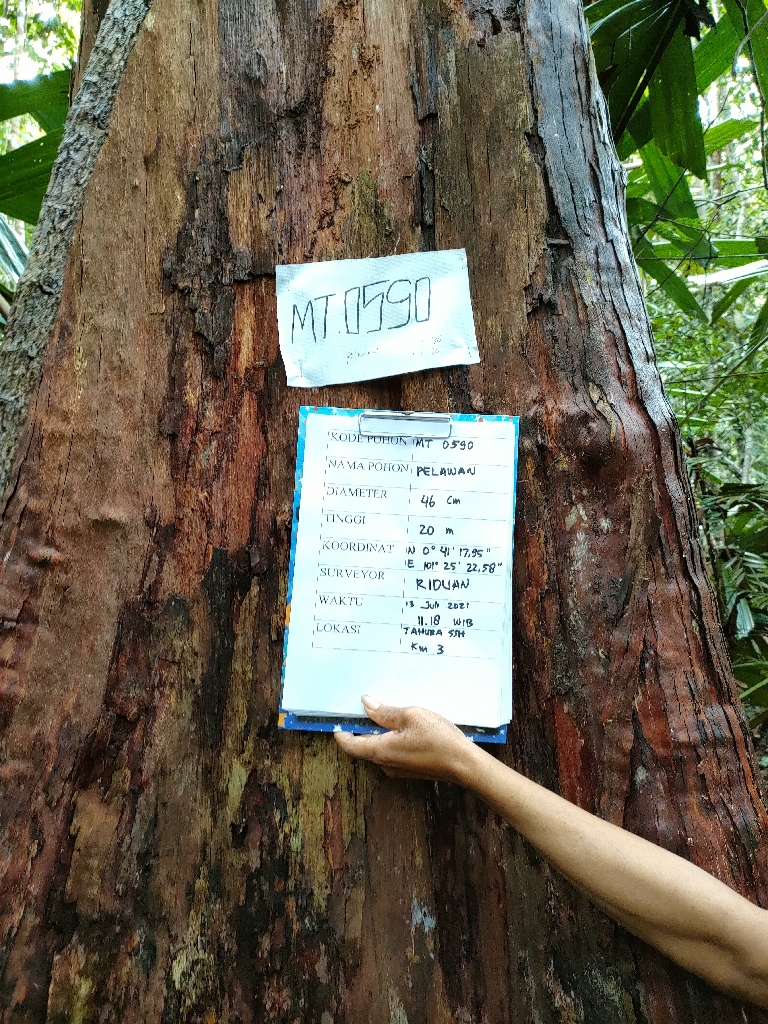 MT.0590
KODE POHON MT 0590
NAMA POHON PELAWAN
DIAMETER 46 cm
TINGGI 20 m
KOORDINAT N 0° 41' 17,95"
E 101° 25' 22,58"
SURVEYOR RIDUAN
WAKTU 13 Juli 2021
11.18 WIB
LOKASI TAHURA SSH
Km 3